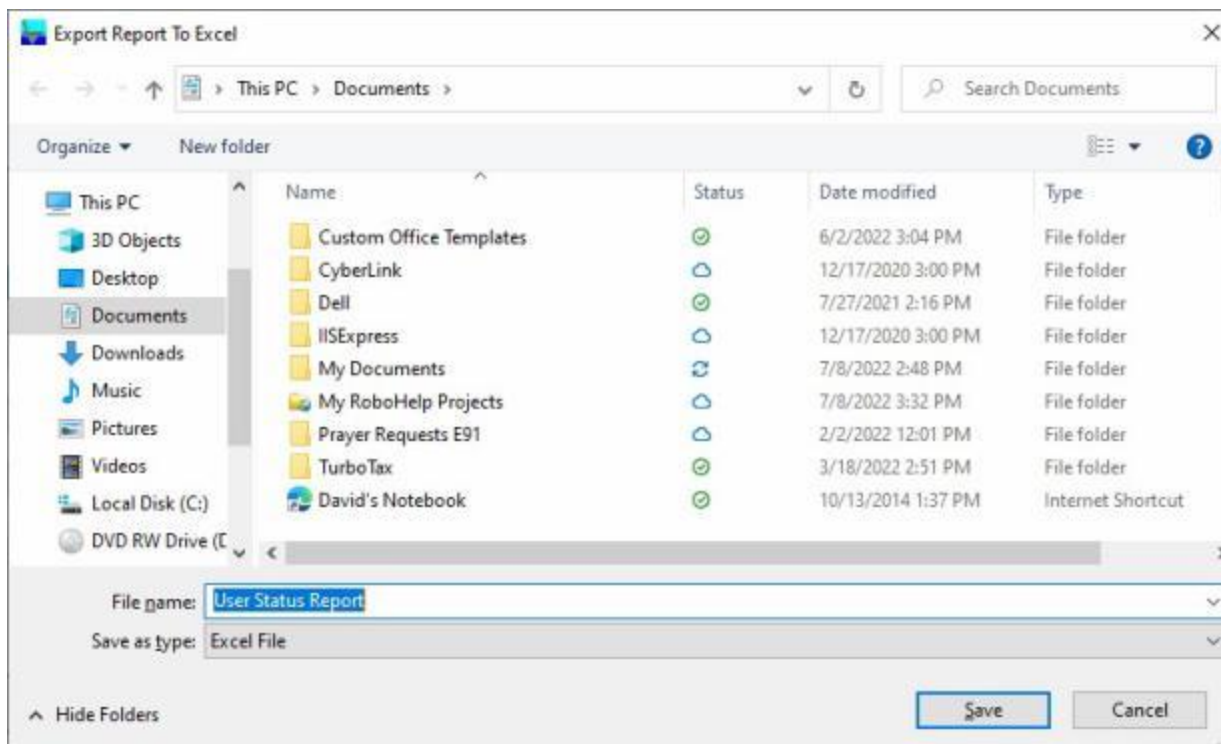 Export Report To Excel
This PC > Documents >
Search Documents
Organize
New folder
?
This PC
3D Objects
Desktop
Documents
Downloads
Music
Pictures
Videos
Local Disk (C:)
DVD RW Drive (D
Name Status Date modified Type
Custom Office Templates 6/2/2022 3:04 PM File folder
CyberLink 12/17/2020 3:00 PM File folder
Dell 7/27/2021 2:16 PM File folder
IISExpress 12/17/2020 3:00 PM File folder
My Documents 7/8/2022 2:48 PM File folder
My RoboHelp Projects 7/8/2022 3:32 PM File folder
Prayer Requests E91 2/2/2022 12:01 PM File folder
TurboTax 3/18/2022 2:51 PM File folder
David's Notebook 10/13/2014 1:37 PM Internet Shortcut
File name: User Status Report
Save as type: Excel File
Hide Folders
Save
Cancel